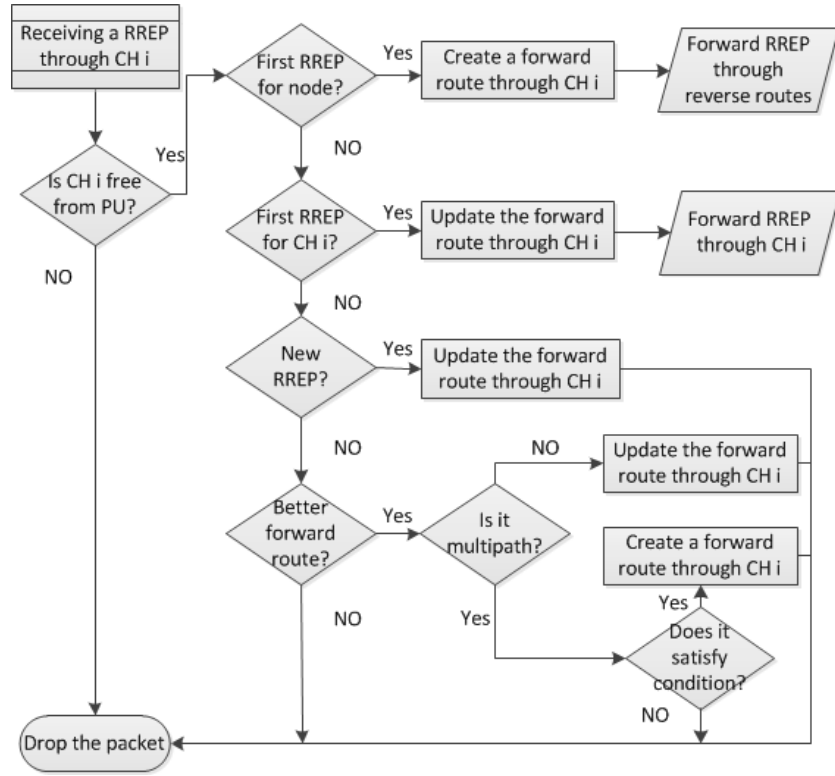 Receiving a RREP
through CH i
First RREP
for node?
Yes
Create a forward
route through CH i
Forward RREP
through
reverse routes
Yes
NO
Is CH i free
from PU?
First RREP
for CH i?
Yes
Update the forward
route through CH i
Forward RREP
through CH i
NO
NO
New
RREP?
Yes
Update the forward
route through CH i
NO
NO
Update the forward
route through CH i
Better
forward
route?
Yes
Is it
multipath?
Create a forward
route through CH i
NO
Yes
Yes
Does it
satisfy
condition?
NO
Drop the packet